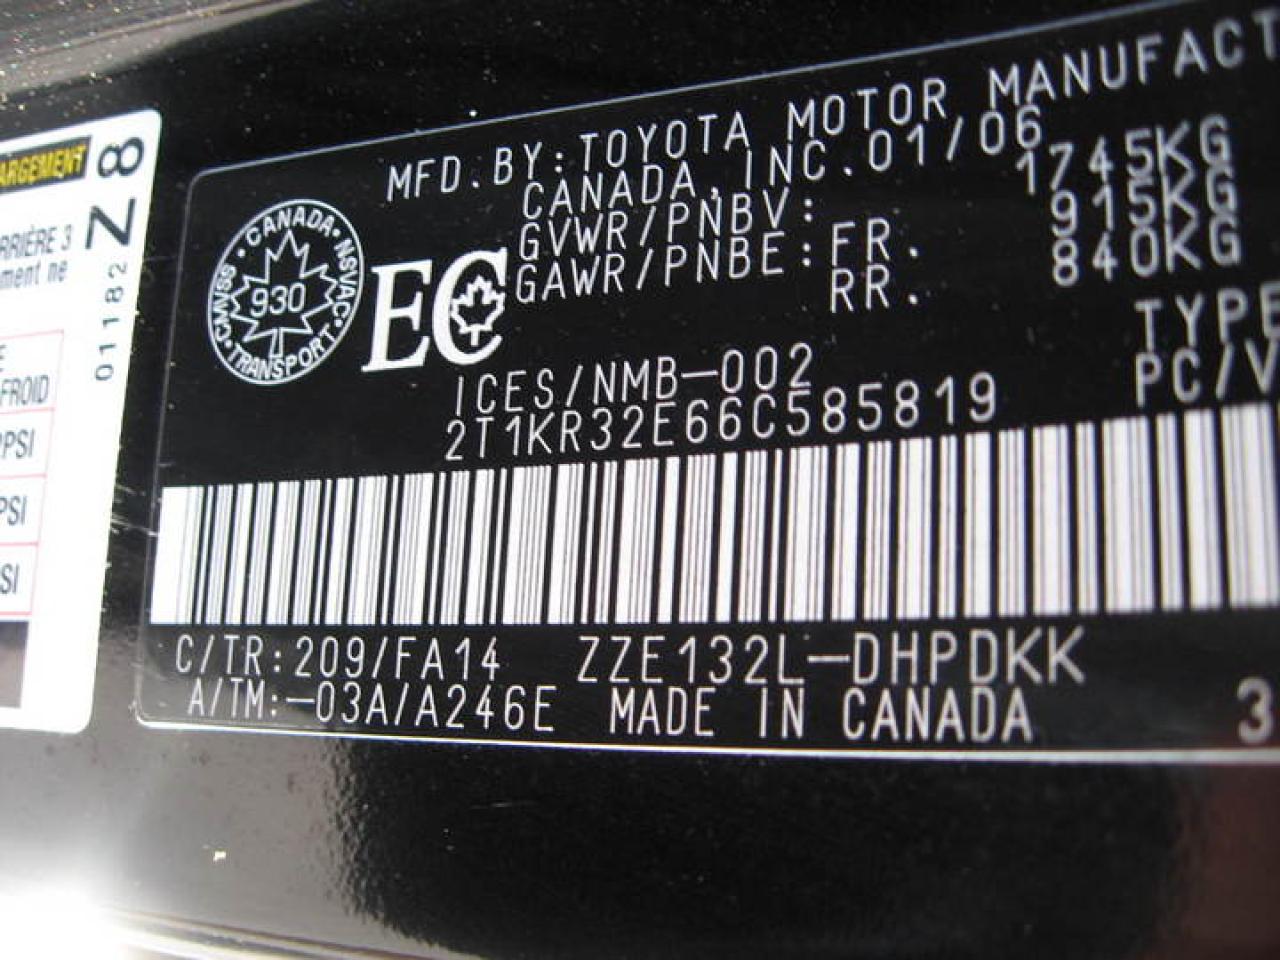 ARGEMENT
RRIÈRE 3
ment ne
E
FROID
PSI
PSI
SI
011182 Z 8
MFD. BY: TOYOTA MOTOR MANUFACT
CANADA, INC. 01/06
GVWR/PNBV: 1745KG
GAWR/PNBE: FR. 915KG
RR. 840KG
CANADA · NSVAC · TRANSPORT · CMVSS
930
EC
TYPE
PC/V
ICES/NMB-002
2T1KR32E66C585819
C/TR: 209/FA14 ZZE132L-DHPDKK
A/TM:-03A/A246E MADE IN CANADA
3